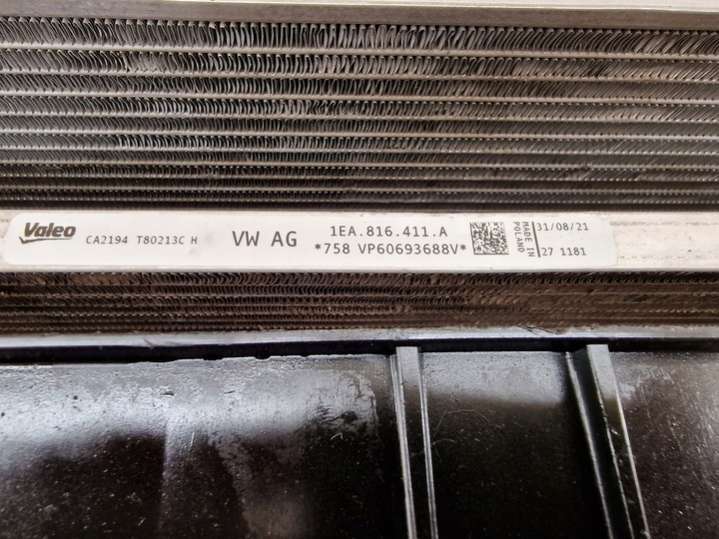 Valeo
CA2194 T80213C H
VW AG
1EA.816.411.A
*758 VP60693688V*
MADE IN
POLAND
31/08/21
27 1181